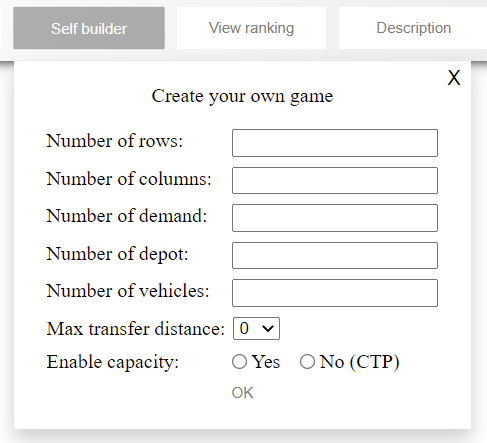 Self builder View ranking Description
X
Create your own game
Number of rows:
Number of columns:
Number of demand:
Number of depot:
Number of vehicles:
Max transfer distance: 0
Enable capacity: Yes No (CTP)
OK